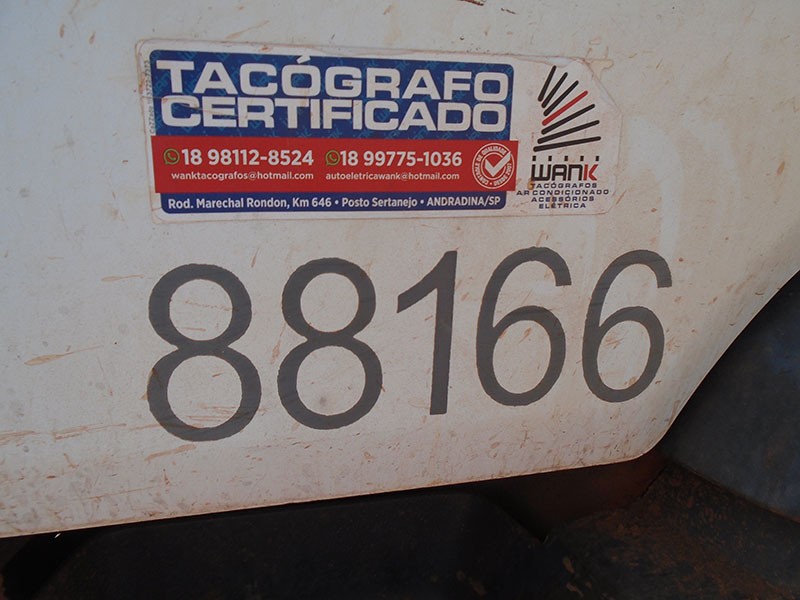 TACÓGRAFO
CERTIFICADO
18 98112-8524 18 99775-1036
wanktacografos@hotmail.com autoeletricawank@hotmail.com
Rod. Marechal Rondon, Km 646 • Posto Sertanejo • ANDRADINA/SP
WANK
TACÓGRAFOS
AR CONDICIONADO
ACESSÓRIOS
ELÉTRICA
88166